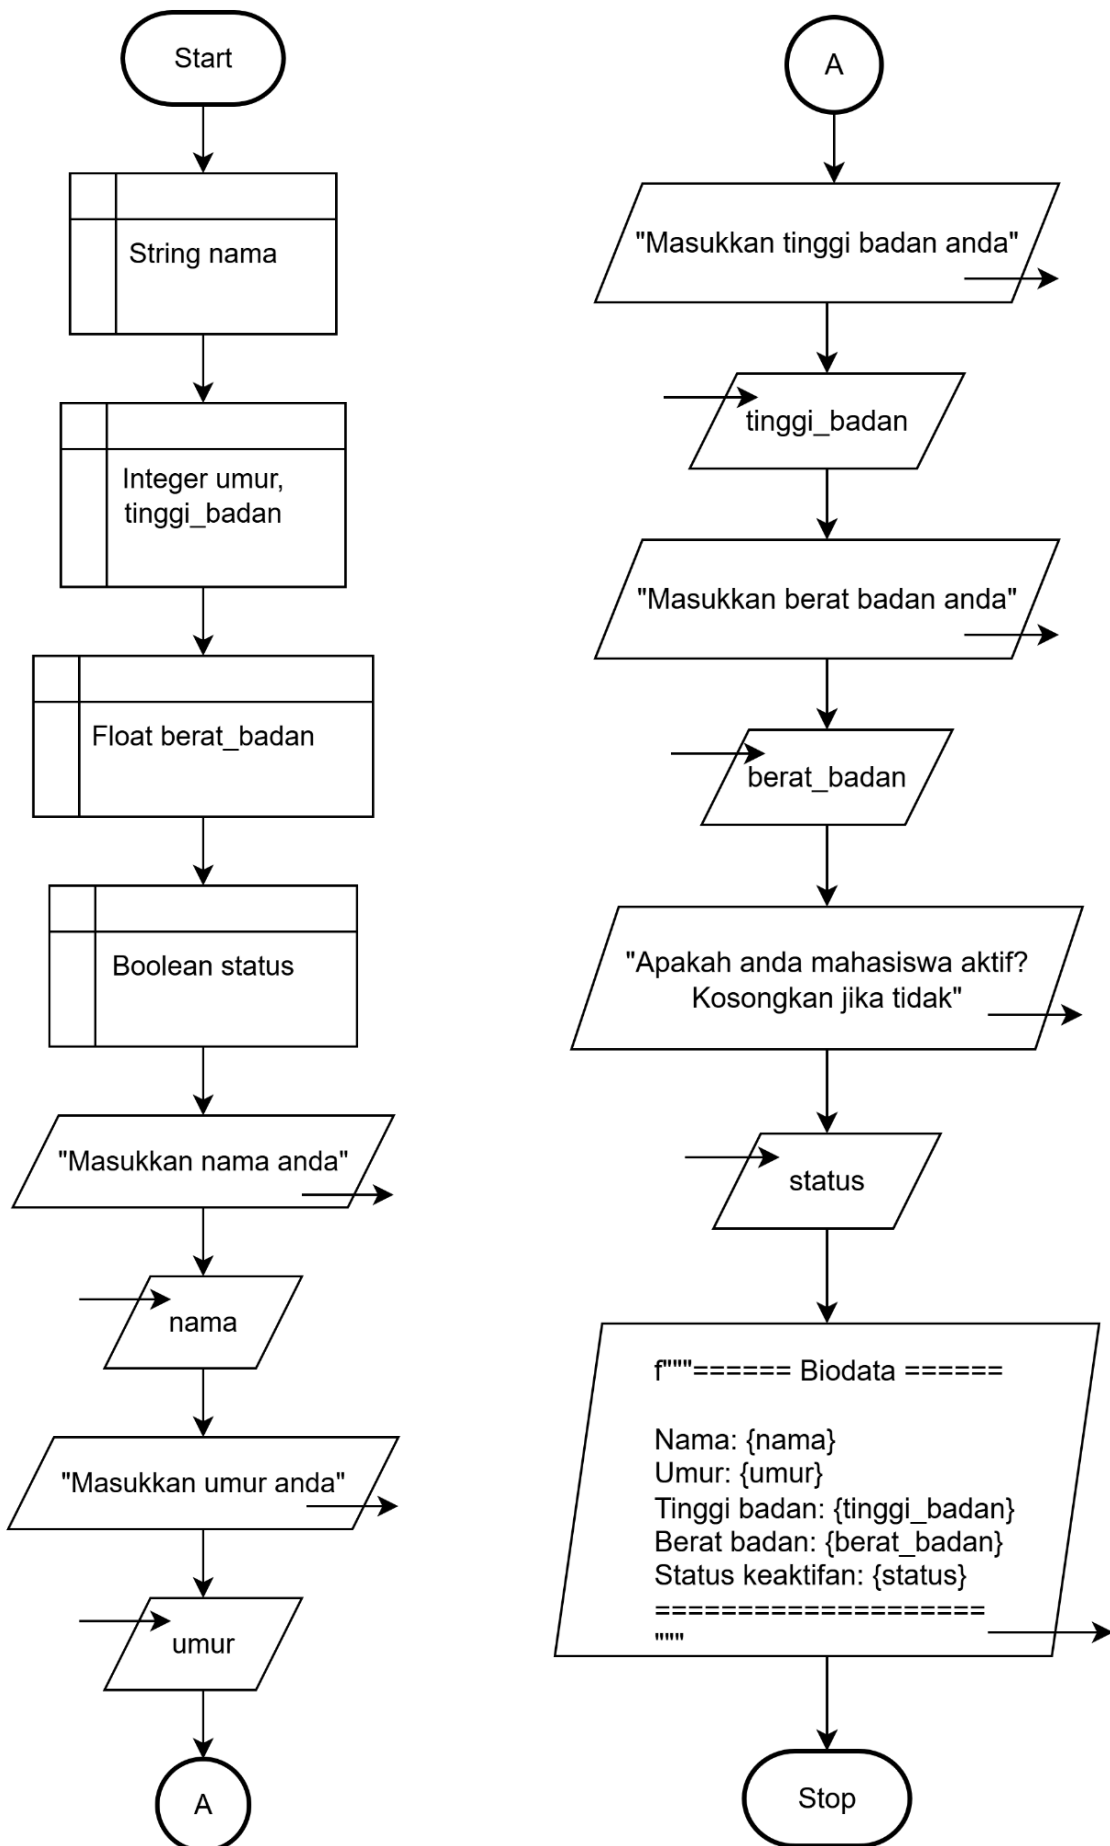 Start
String nama
Integer umur,
tinggi_badan
Float berat_badan
Boolean status
"Masukkan nama anda"
nama
"Masukkan umur anda"
umur
A
A
"Masukkan tinggi badan anda"
tinggi_badan
"Masukkan berat badan anda"
berat_badan
"Apakah anda mahasiswa aktif?
Kosongkan jika tidak"
status
f"""====== Biodata ======
Nama: {nama}
Umur: {umur}
Tinggi badan: {tinggi_badan}
Berat badan: {berat_badan}
Status keaktifan: {status}
====================
"""
Stop